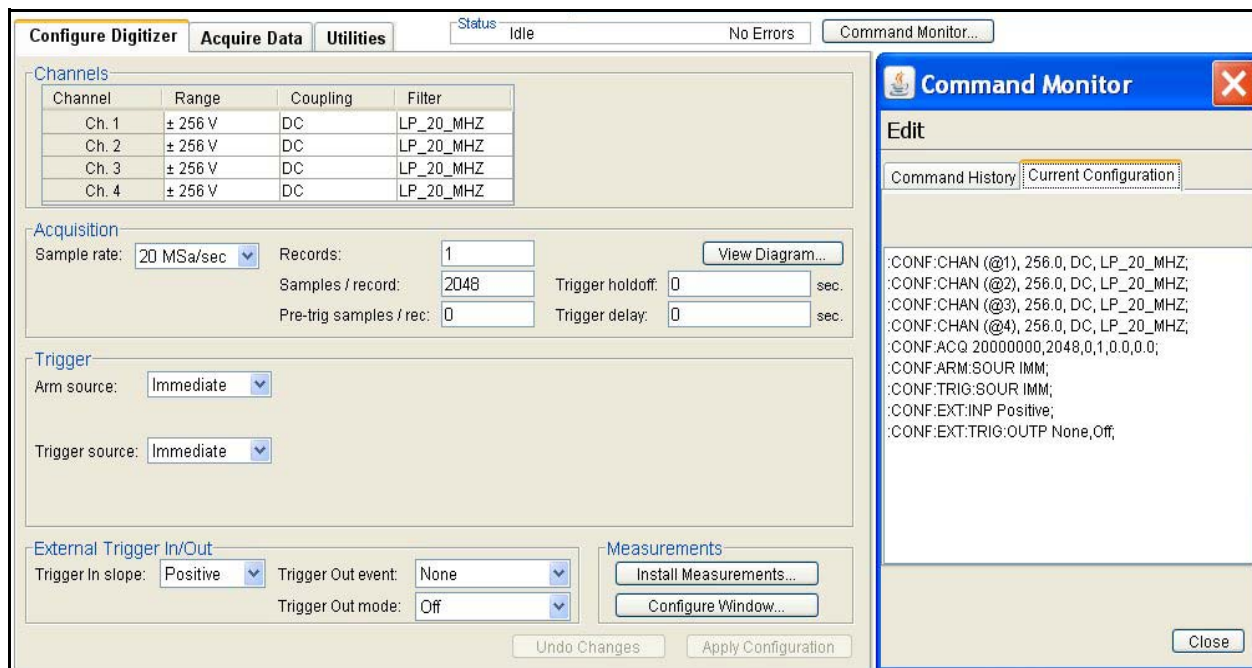 Configure Digitizer Acquire Data Utilities Status Idle No Errors Command Monitor...
Channels
Channel Range Coupling Filter
Ch. 1 ± 256 V DC LP_20_MHZ
Ch. 2 ± 256 V DC LP_20_MHZ
Ch. 3 ± 256 V DC LP_20_MHZ
Ch. 4 ± 256 V DC LP_20_MHZ
Acquisition
Sample rate: 20 MSa/sec Records: 1 View Diagram...
Samples / record: 2048 Trigger holdoff: 0 sec.
Pre-trig samples / rec: 0 Trigger delay: 0 sec.
Trigger
Arm source: Immediate
Trigger source: Immediate
External Trigger In/Out
Trigger In slope: Positive Trigger Out event: None
Trigger Out mode: Off
Measurements
Install Measurements...
Configure Window...
Undo Changes Apply Configuration
Command Monitor
Edit
Command History Current Configuration
:CONF:CHAN (@1), 256.0, DC, LP_20_MHZ;
:CONF:CHAN (@2), 256.0, DC, LP_20_MHZ;
:CONF:CHAN (@3), 256.0, DC, LP_20_MHZ;
:CONF:CHAN (@4), 256.0, DC, LP_20_MHZ;
:CONF:ACQ 20000000,2048,0,1,0.0,0.0;
:CONF:ARM:SOUR IMM;
:CONF:TRIG:SOUR IMM;
:CONF:EXT:INP Positive;
:CONF:EXT:TRIG:OUTP None,Off;
Close